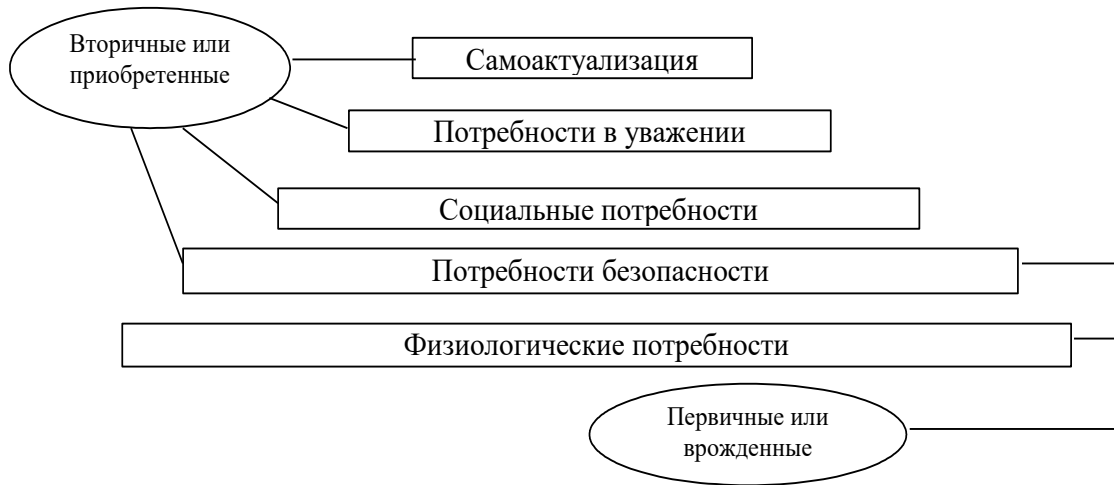 Вторичные или
приобретенные
Самоактуализация
Потребности в уважении
Социальные потребности
Потребности безопасности
Физиологические потребности
Первичные или
врожденные